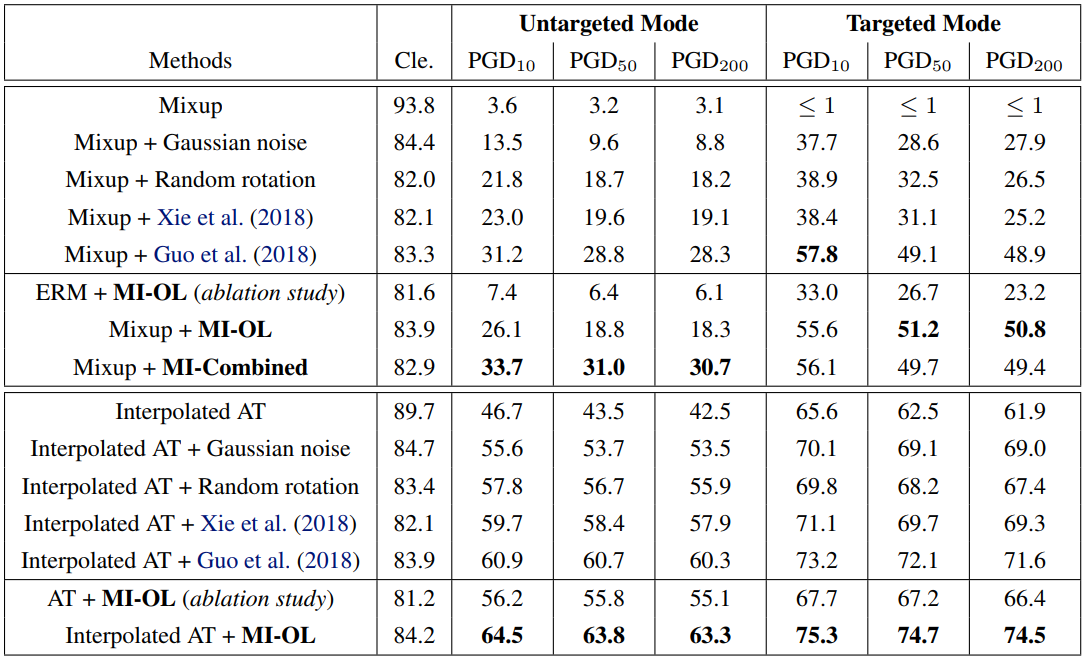 Untargeted Mode Targeted Mode
Methods Cle. PGD10 PGD50 PGD200 PGD10 PGD50 PGD200
Mixup 93.8 3.6 3.2 3.1 ≤ 1 ≤ 1 ≤ 1
Mixup + Gaussian noise 84.4 13.5 9.6 8.8 37.7 28.6 27.9
Mixup + Random rotation 82.0 21.8 18.7 18.2 38.9 32.5 26.5
Mixup + Xie et al. (2018) 82.1 23.0 19.6 19.1 38.4 31.1 25.2
Mixup + Guo et al. (2018) 83.3 31.2 28.8 28.3 57.8 49.1 48.9
ERM + MI-OL (ablation study) 81.6 7.4 6.4 6.1 33.0 26.7 23.2
Mixup + MI-OL 83.9 26.1 18.8 18.3 55.6 51.2 50.8
Mixup + MI-Combined 82.9 33.7 31.0 30.7 56.1 49.7 49.4
Interpolated AT 89.7 46.7 43.5 42.5 65.6 62.5 61.9
Interpolated AT + Gaussian noise 84.7 55.6 53.7 53.5 70.1 69.1 69.0
Interpolated AT + Random rotation 83.4 57.8 56.7 55.9 69.8 68.2 67.4
Interpolated AT + Xie et al. (2018) 82.1 59.7 58.4 57.9 71.1 69.7 69.3
Interpolated AT + Guo et al. (2018) 83.9 60.9 60.7 60.3 73.2 72.1 71.6
AT + MI-OL (ablation study) 81.2 56.2 55.8 55.1 67.7 67.2 66.4
Interpolated AT + MI-OL 84.2 64.5 63.8 63.3 75.3 74.7 74.5